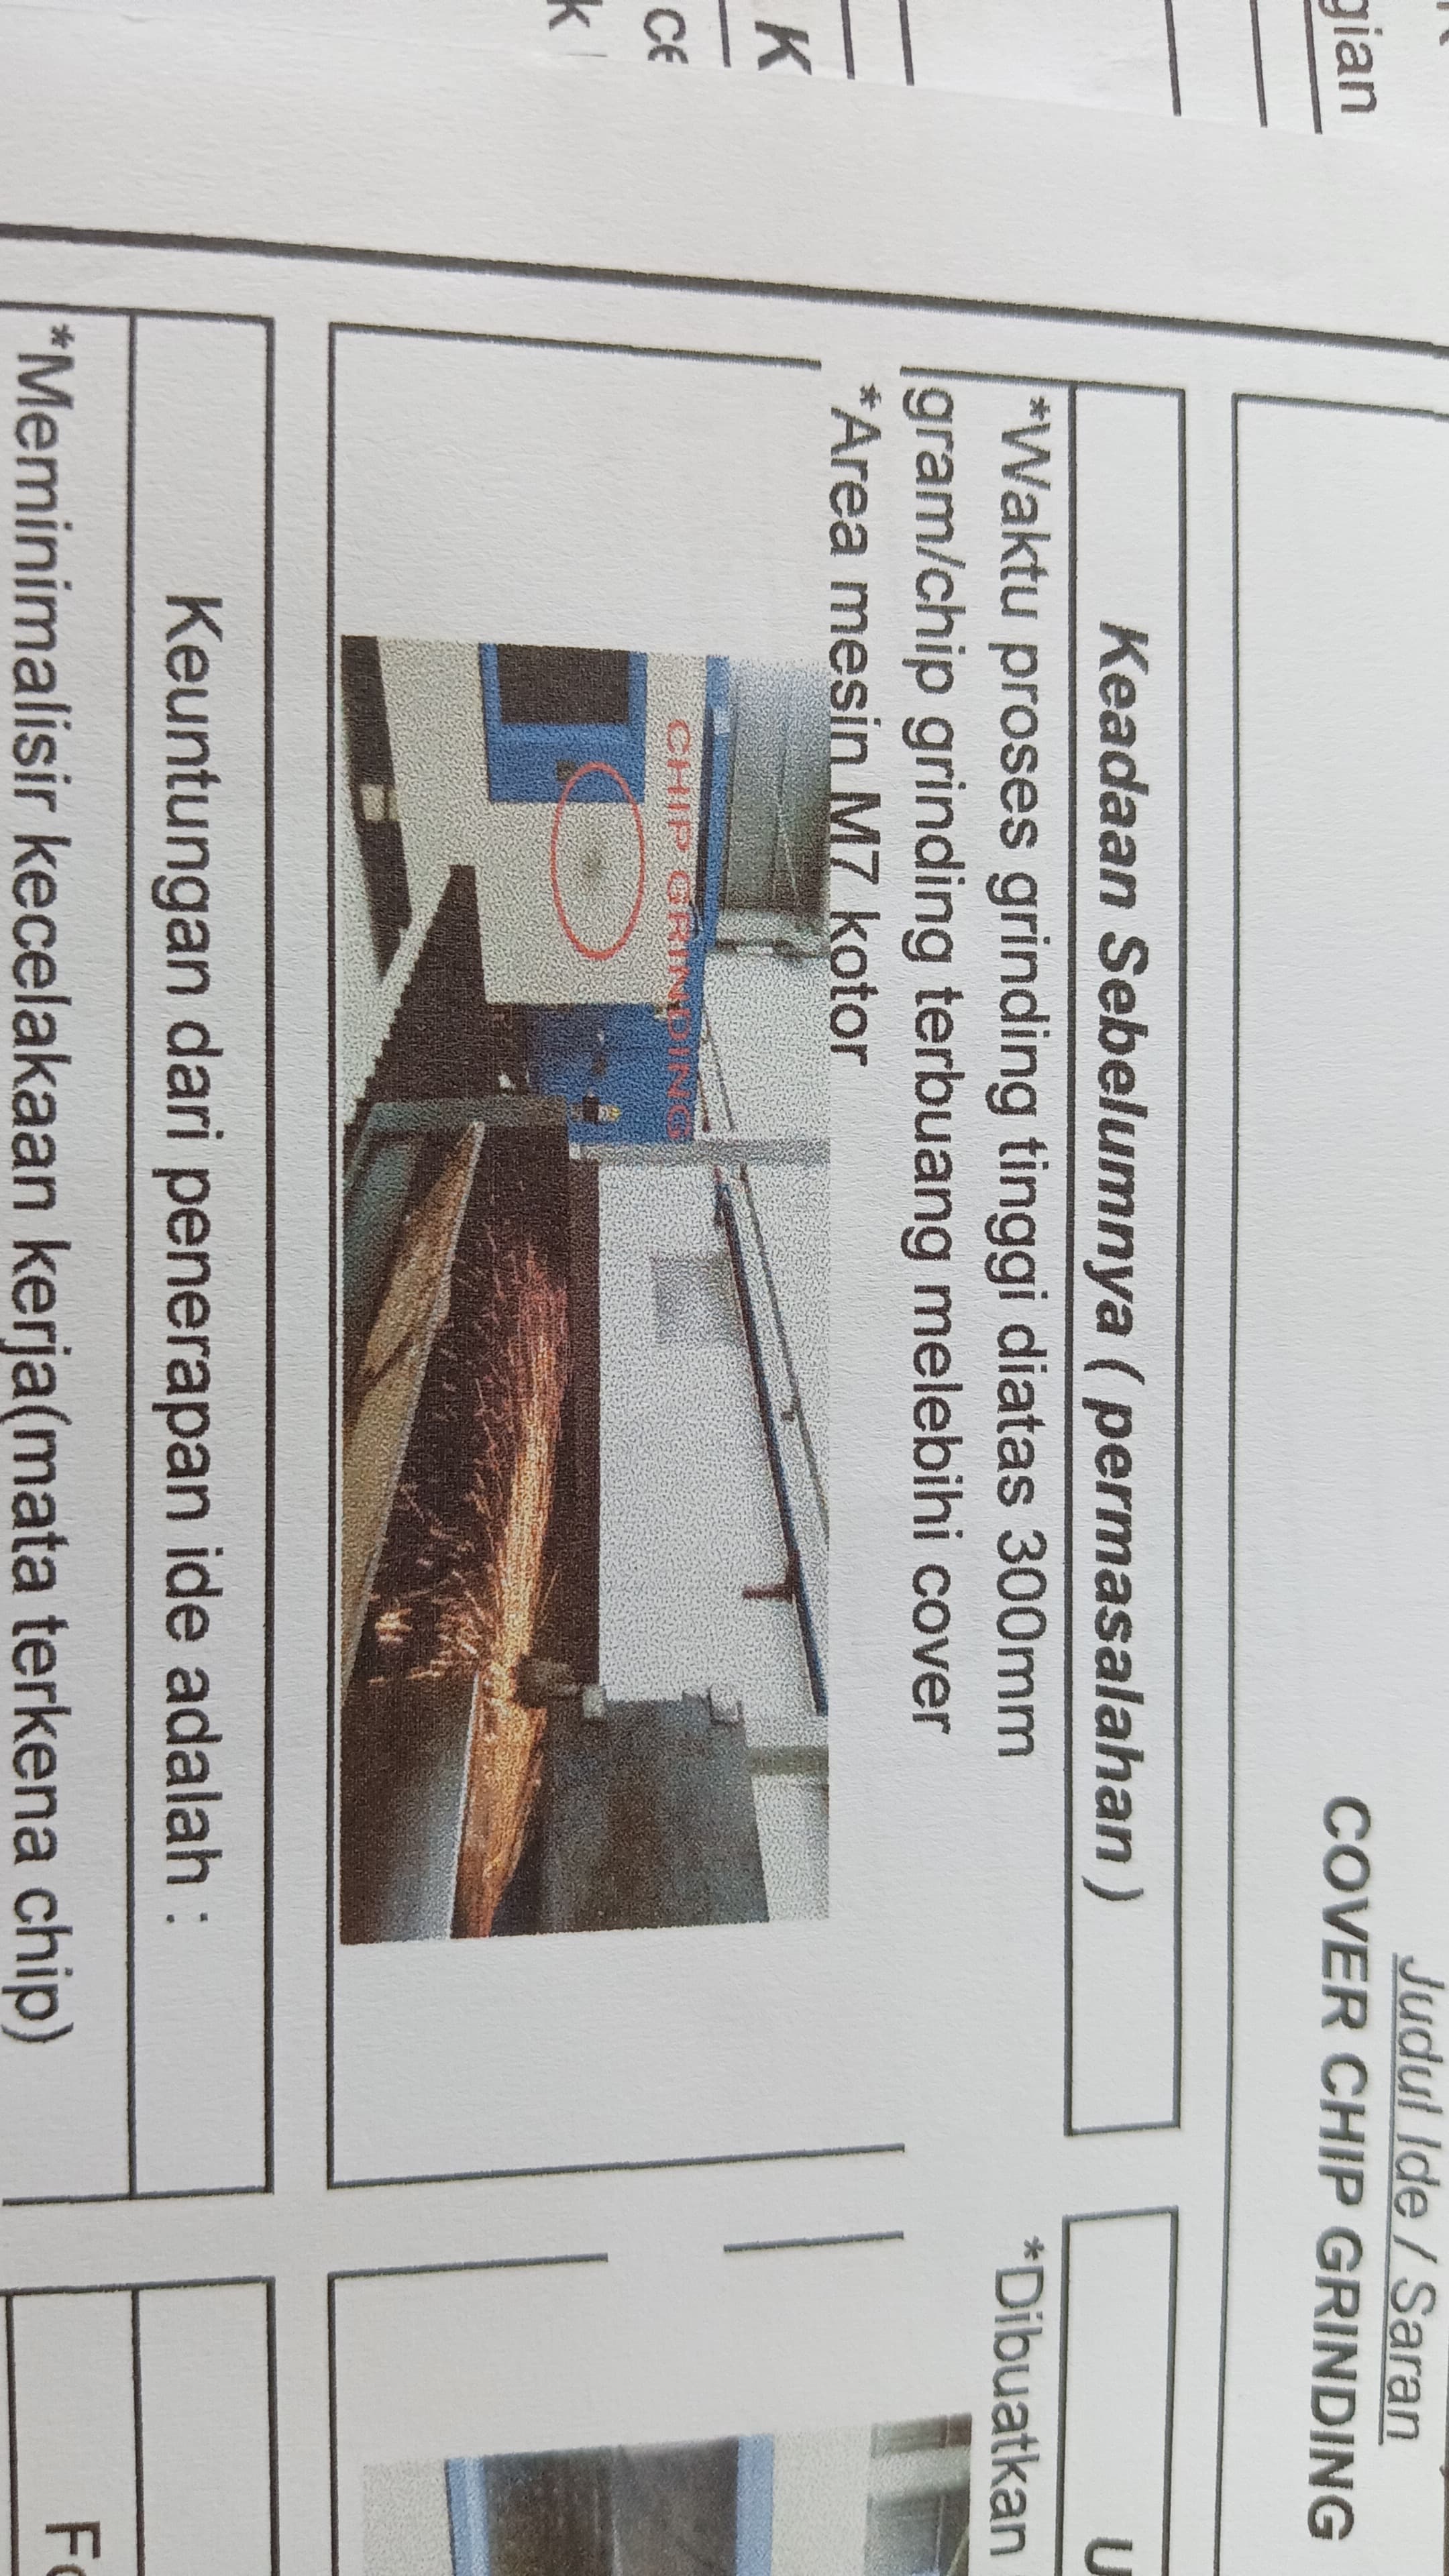 gian
K
Judul Ide / Saran
COVER CHIP GRINDING
Keadaan Sebelumnya ( permasalahan )
*Waktu proses grinding tinggi diatas 300mm
gram/chip grinding terbuang melebihi cover
*Area mesin M7 kotor
CHIP GRINDING
*Dibuatkan
Keuntungan dari penerapan ide adalah :
*Meminimalisir kecelakaan kerja(mata terkena chip)